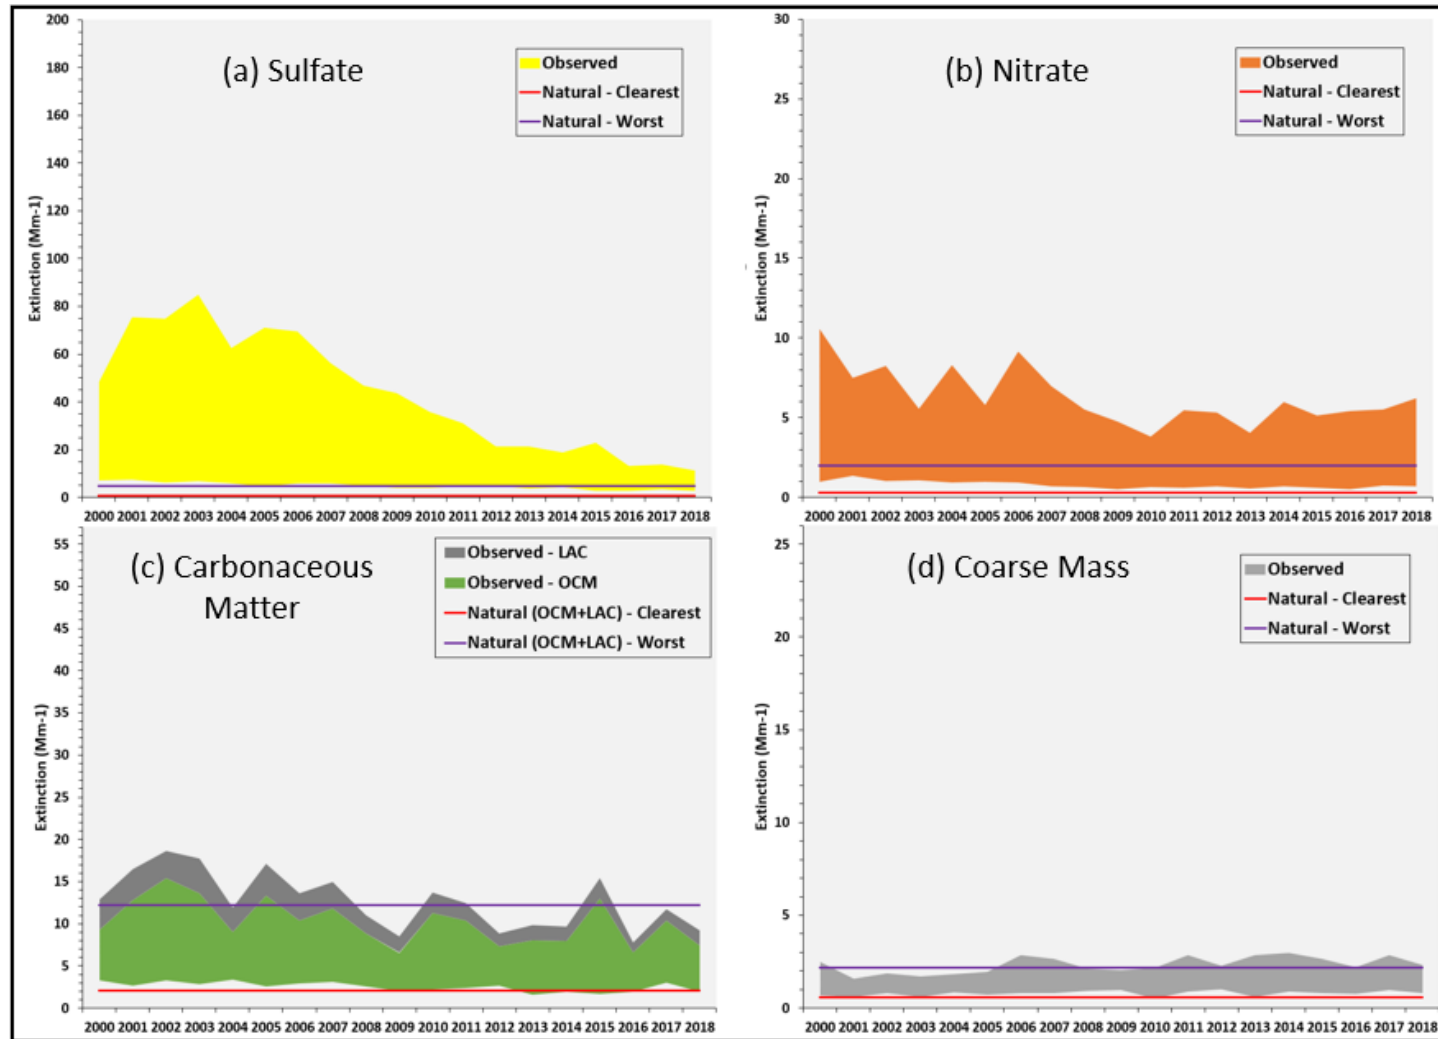 (a) Sulfate
Observed
Natural - Clearest
Natural - Worst
Extinction (Mm-1)
200
180
160
140
120
100
80
60
40
20
0
2000 2001 2002 2003 2004 2005 2006 2007 2008 2009 2010 2011 2012 2013 2014 2015 2016 2017 2018
(b) Nitrate
Observed
Natural - Clearest
Natural - Worst
Extinction (Mm-1)
30
25
20
15
10
5
0
2000 2001 2002 2003 2004 2005 2006 2007 2008 2009 2010 2011 2012 2013 2014 2015 2016 2017 2018
(c) Carbonaceous
Matter
Observed - LAC
Observed - OCM
Natural (OCM+LAC) - Clearest
Natural (OCM+LAC) - Worst
Extinction (Mm-1)
55
50
45
40
35
30
25
20
15
10
5
0
2000 2001 2002 2003 2004 2005 2006 2007 2008 2009 2010 2011 2012 2013 2014 2015 2016 2017 2018
(d) Coarse Mass
Observed
Natural - Clearest
Natural - Worst
Extinction (Mm-1)
25
20
15
10
5
0
2000 2001 2002 2003 2004 2005 2006 2007 2008 2009 2010 2011 2012 2013 2014 2015 2016 2017 2018